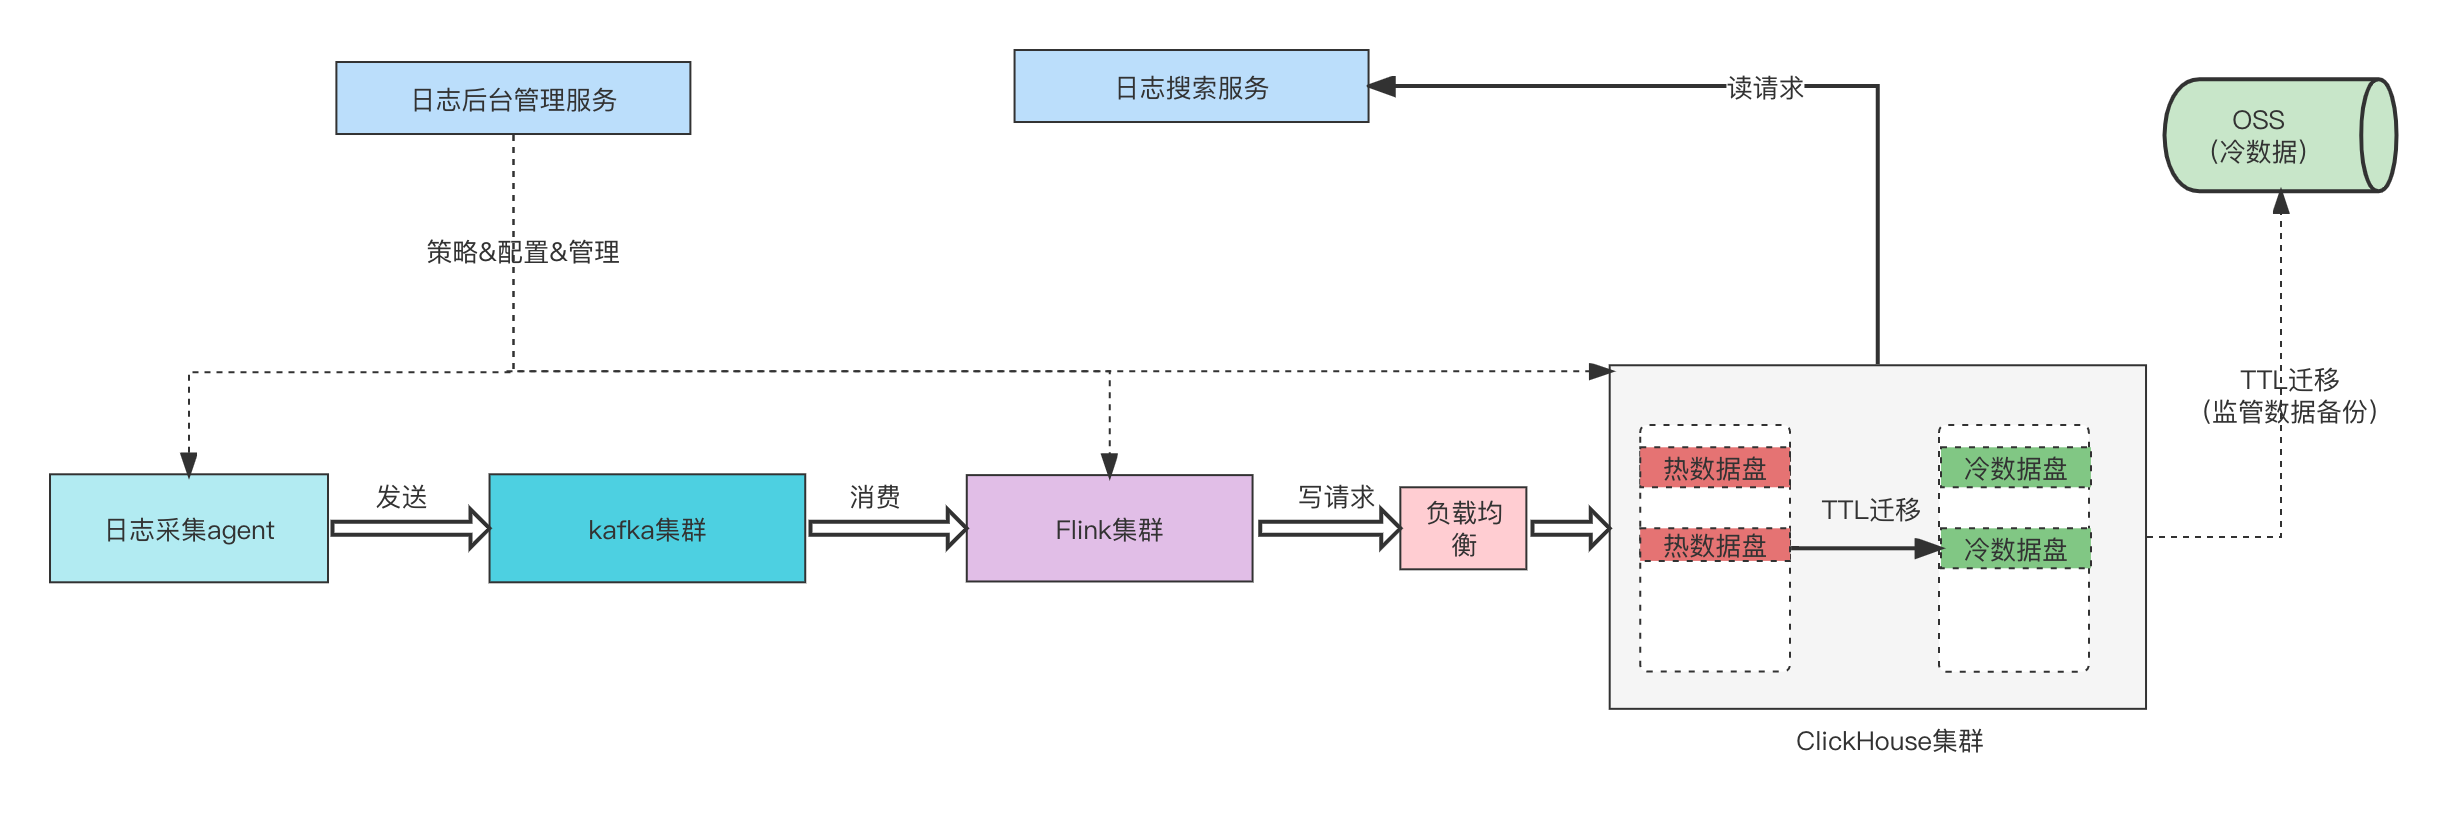 日志后台管理服务
日志搜索服务
读请求
OSS
(冷数据)
策略&配置&管理
TTL迁移
(监管数据备份)
日志采集agent
发送
kafka集群
消费
Flink集群
写请求
负载均
衡
热数据盘
冷数据盘
TTL迁移
热数据盘
冷数据盘
ClickHouse集群